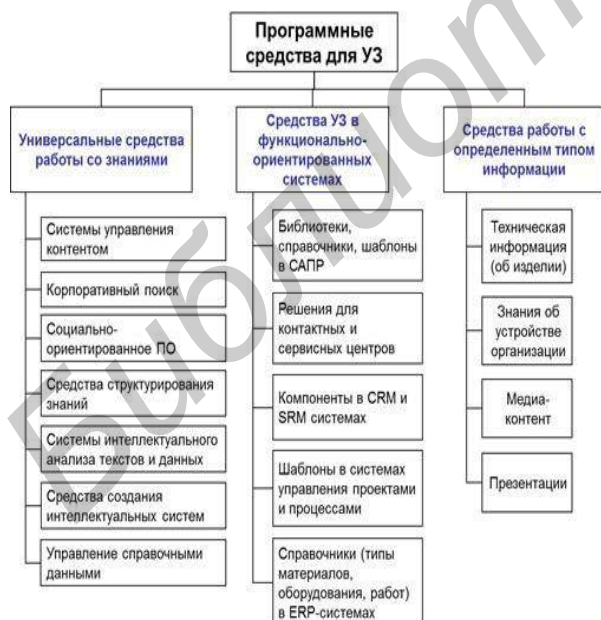 Программные
средства для УЗ
Универсальные средства
работы со знаниями
Системы управления
контентом
Корпоративный поиск
Социально-
ориентированное ПО
Средства структурирования
знаний
Системы интеллектуального
анализа текстов и данных
Средства создания
интеллектуальных систем
Управление справочными
данными
Средства УЗ в
функционально-
ориентированных
системах
Библиотеки,
справочники, шаблоны
в САПР
Решения для
контактных и
сервисных центров
Компоненты в CRM и
SRM системах
Шаблоны в системах
управления проектами
и процессами
Справочники (типы
материалов,
оборудования, работ)
в ERP-системах
Средства работы с
определенным типом
информации
Техническая
информация
(об изделии)
Знания об
устройстве
организации
Медиа-
контент
Презентации